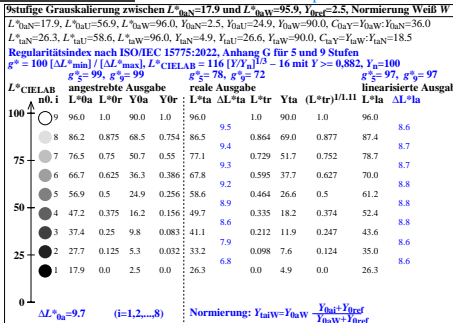 9stufige Grauskalierung zwischen L*0aN=17.9 und L*0aW=95.9, Y0ref=2.5, Normierung Weiß W
L*0aN=17.9, L*0aU=56.9, L*0aW=96.0, Y0aN=2.5, Y0aU=24.9, Y0aW=90.0, C0aY=Y0aW:Y0aN=36.0
L*taN=26.3, L*taU=58.6, L*taW=96.0, YtaN=4.9, YtaU=26.6, YtaW=90.0, CtaY=YtaW:YtaN=18.5
Regularitätsindex nach ISO/IEC 15775:2022, Anhang G für 5 und 9 Stufen
g* = 100 [ΔL*min] / [ΔL*max], L*CIELAB = 116 [Y/Yn]1/3 − 16 mit Y >= 0,882, Yn=100
g*5= 99, g*9= 99 g*5= 78, g*9= 72 g*5= 97, g*9= 97
L*CIELAB angestrebte Ausgabe reale Ausgabe linearisierte Ausgabe
n0. i L*0a L*0r Y0a Y0r L*ta ΔL*ta L*tr Yta (L*tr)1/1.11 L*la ΔL*la
100 9 96.0 1.0 90.0 1.0 96.0 1.0 90.0 1.0 96.0
9.5 8.6
8 86.2 0.875 68.5 0.754 86.5 0.864 69.0 0.877 87.4
9.4 8.7
75 7 76.5 0.75 50.7 0.55 77.1 0.729 51.7 0.752 78.7
9.3 8.7
6 66.7 0.625 36.3 0.386 67.8 0.595 37.7 0.627 70.0
9.2 8.8
5 56.9 0.5 24.9 0.256 58.6 0.464 26.6 0.5 61.2
50 8.9 8.8
4 47.2 0.375 16.2 0.156 49.7 0.335 18.2 0.374 52.4
8.6 8.8
3 37.4 0.25 9.8 0.083 41.1 0.212 11.9 0.247 43.6
7.9 8.6
25 2 27.7 0.125 5.3 0.032 33.2 0.098 7.6 0.124 35.0
6.8 8.6
1 17.9 0.0 2.5 0.0 26.3 0.0 4.9 0.0 26.3
0 ΔL*0a=9.7 (i=1,2,...,8) Normierung: YtaiW=Y0aW (Y0ai+Y0ref)/(Y0aW+Y0ref)